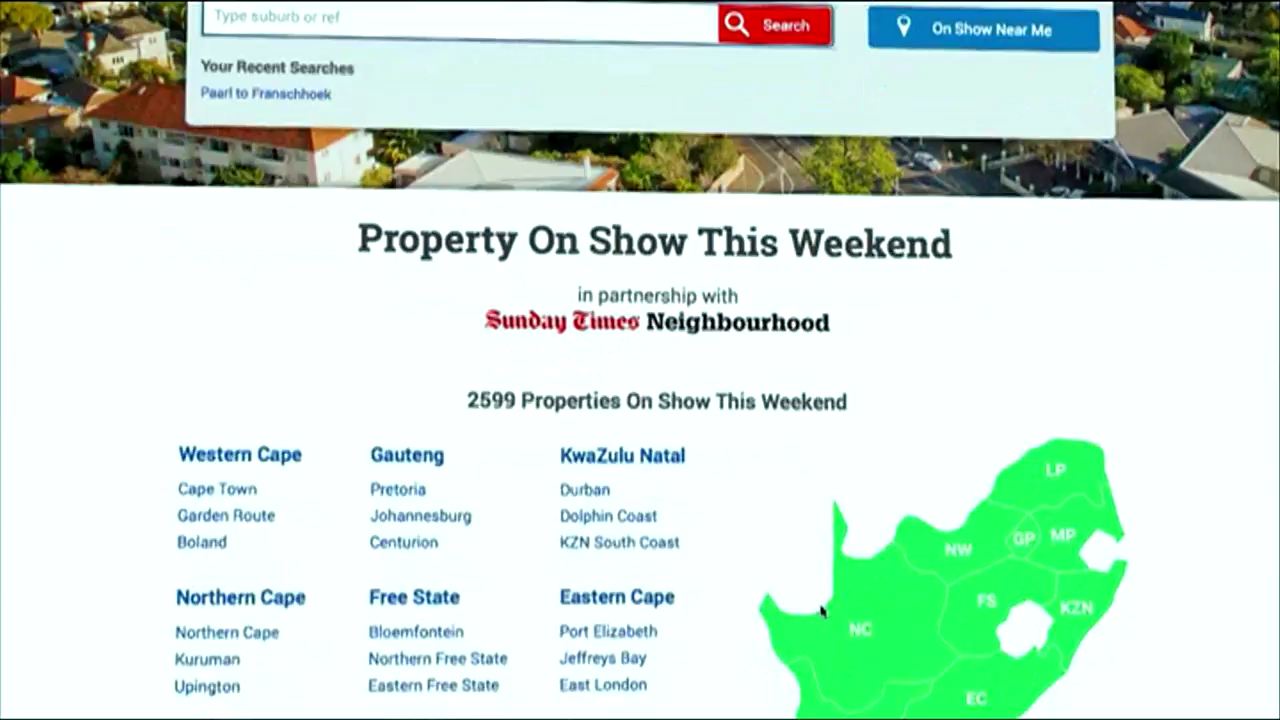 Type suburb or ref
Search
On Show Near Me
Your Recent Searches
Paarl to Franschhoek
Property On Show This Weekend
in partnership with
Sunday Times Neighbourhood
2599 Properties On Show This Weekend
Western Cape
Cape Town
Garden Route
Boland
Gauteng
Pretoria
Johannesburg
Centurion
KwaZulu Natal
Durban
Dolphin Coast
KZN South Coast
Northern Cape
Northern Cape
Kuruman
Upington
Free State
Bloemfontein
Northern Free State
Eastern Free State
Eastern Cape
Port Elizabeth
Jeffreys Bay
East London
LP
NW
GP
MP
FS
KZN
NC
EC